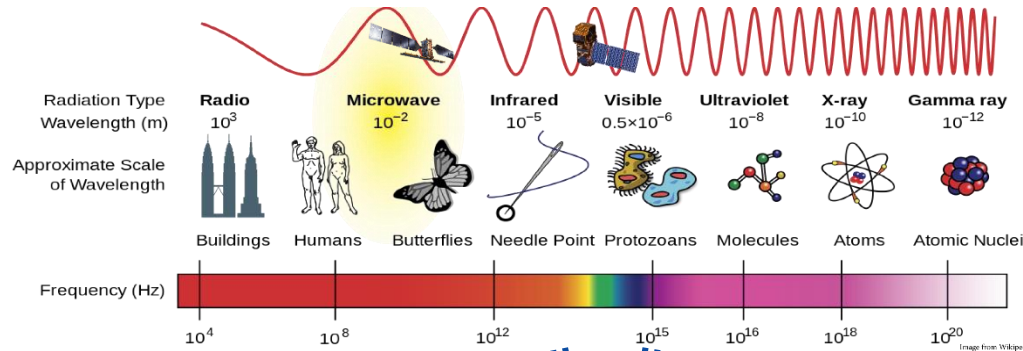 Radiation Type Radio Microwave Infrared Visible Ultraviolet X-ray Gamma ray
Wavelength (m) 10³ 10⁻² 10⁻⁵ 0.5×10⁻⁶ 10⁻⁸ 10⁻¹⁰ 10⁻¹²
Approximate Scale
of Wavelength
Buildings Humans Butterflies Needle Point Protozoans Molecules Atoms Atomic Nuclei
Frequency (Hz)
10⁴ 10⁸ 10¹² 10¹⁵ 10¹⁶ 10¹⁸ 10²⁰
Image from Wikipe